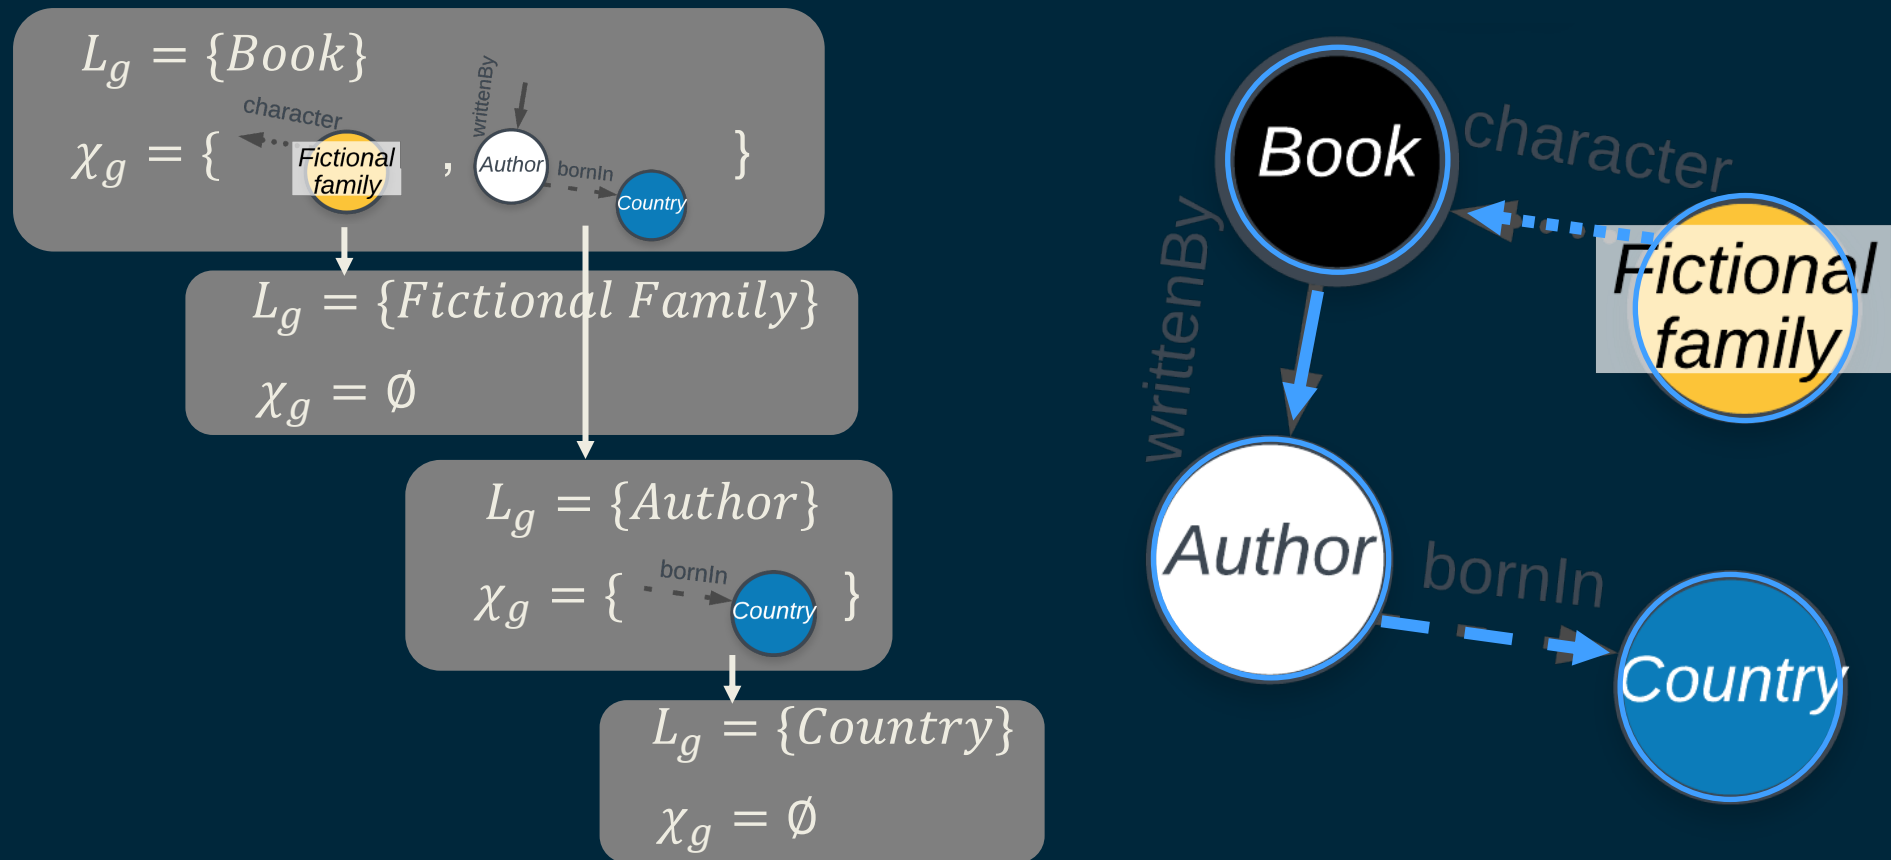 L_g = {Book}
character
writtenBy
χ_g = {
Fictional
family
,
Author
bornIn
Country
}
L_g = {Fictional Family}
χ_g = ∅
L_g = {Author}
χ_g = {
bornIn
Country
}
L_g = {Country}
χ_g = ∅
Book
character
writtenBy
Fictional
family
Author
bornIn
Country